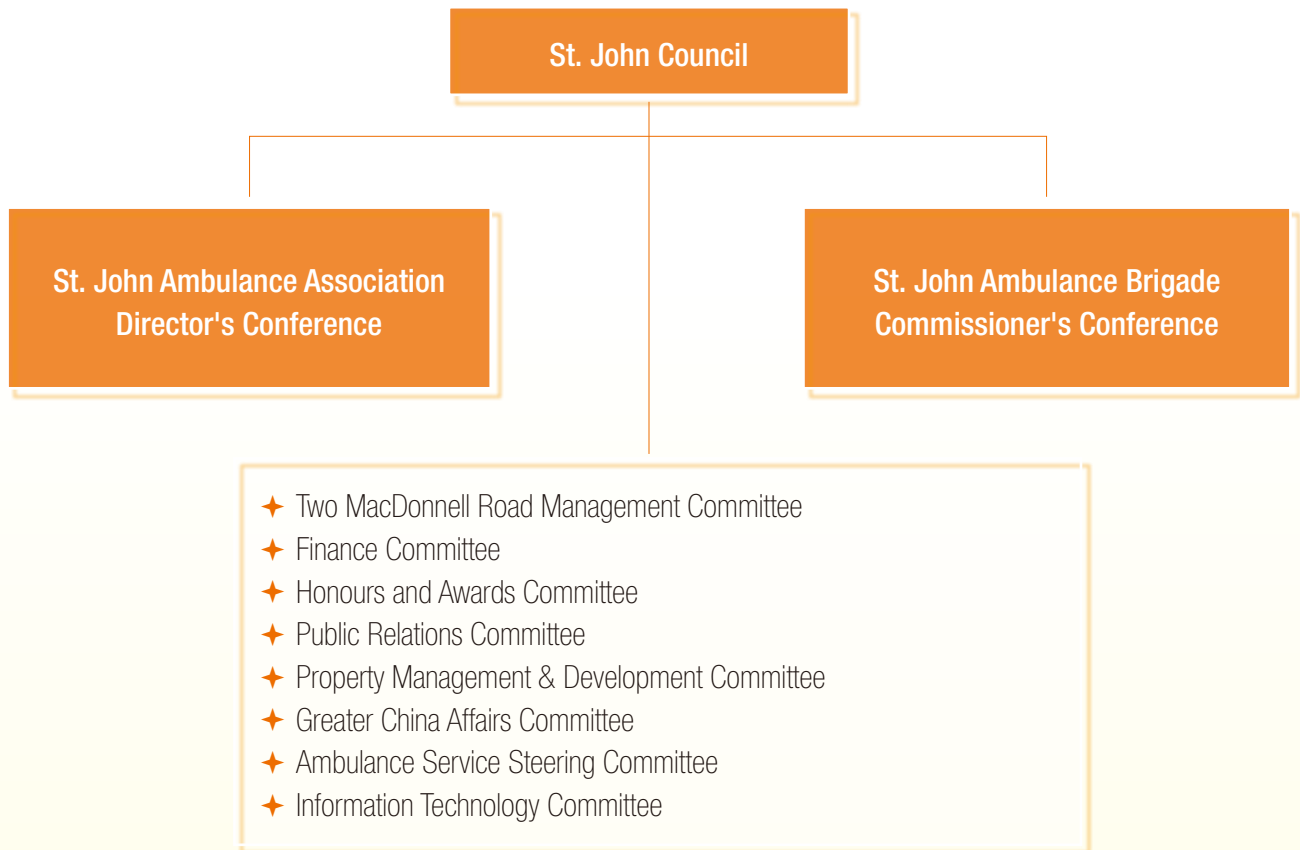 St. John Council
St. John Ambulance Association
Director's Conference
St. John Ambulance Brigade
Commissioner's Conference
Two MacDonnell Road Management Committee
Finance Committee
Honours and Awards Committee
Public Relations Committee
Property Management & Development Committee
Greater China Affairs Committee
Ambulance Service Steering Committee
Information Technology Committee